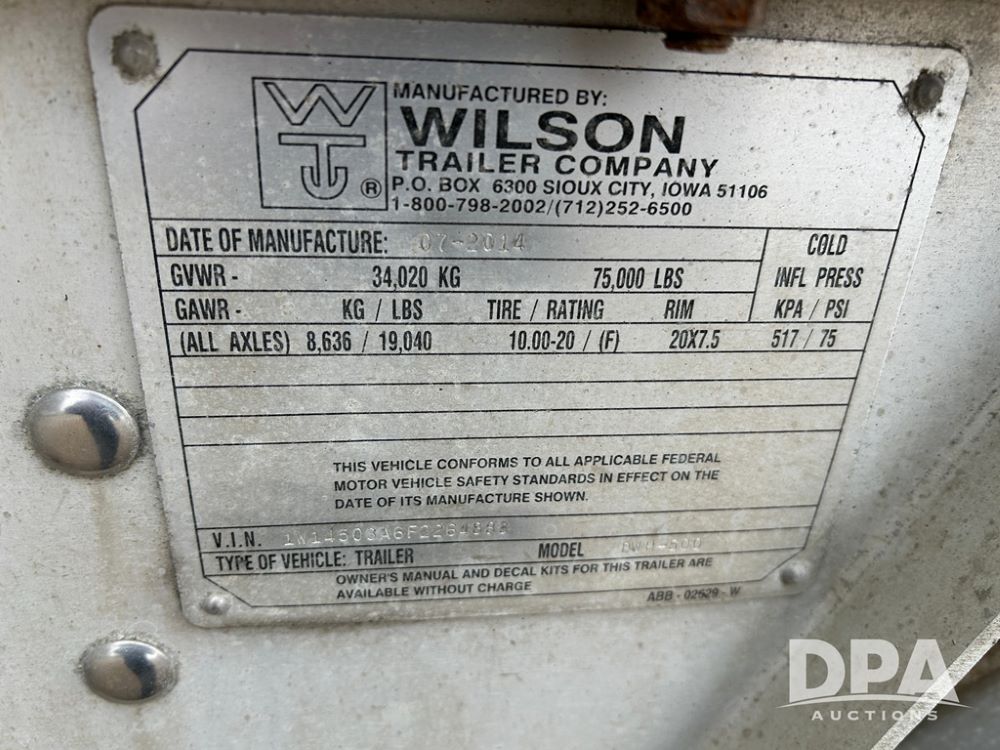 WT ®
MANUFACTURED BY:
WILSON
TRAILER COMPANY
P.O. BOX 6300 SIOUX CITY, IOWA 51106
1-800-798-2002/(712)252-6500
DATE OF MANUFACTURE: 07-2014
COLD
GVWR - 34,020 KG 75,000 LBS INFL PRESS
GAWR - KG / LBS TIRE / RATING RIM KPA / PSI
(ALL AXLES) 8,636 / 19,040 10.00-20 / (F) 20X7.5 517 / 75
THIS VEHICLE CONFORMS TO ALL APPLICABLE FEDERAL
MOTOR VEHICLE SAFETY STANDARDS IN EFFECT ON THE
DATE OF ITS MANUFACTURE SHOWN.
V.I.N.
TYPE OF VEHICLE: TRAILER MODEL
OWNER'S MANUAL AND DECAL KITS FOR THIS TRAILER ARE
AVAILABLE WITHOUT CHARGE ABB - 02629 - W
DPA
AUCTIONS